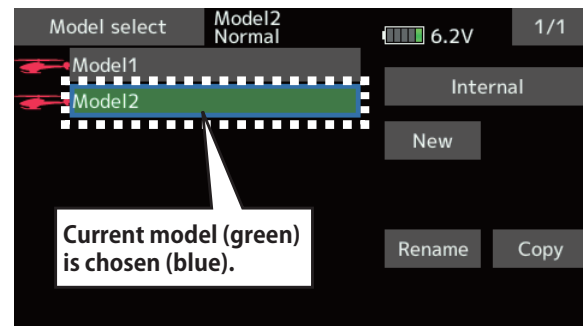 Model select
Model2
Normal
6.2V
1/1
Model1
Model2
Internal
New
Current model (green)
is chosen (blue).
Rename
Copy